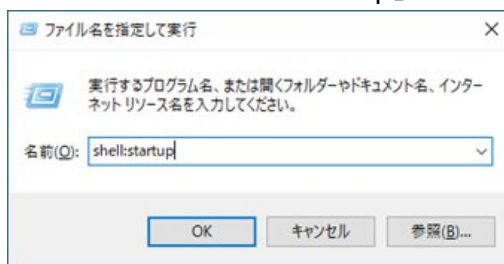 ファイル名を指定して実行
実行するプログラム名、または開くフォルダーやドキュメント名、インター
ネット リソース名を入力してください。
名前(O): shell:startup
OK キャンセル 参照(B)...